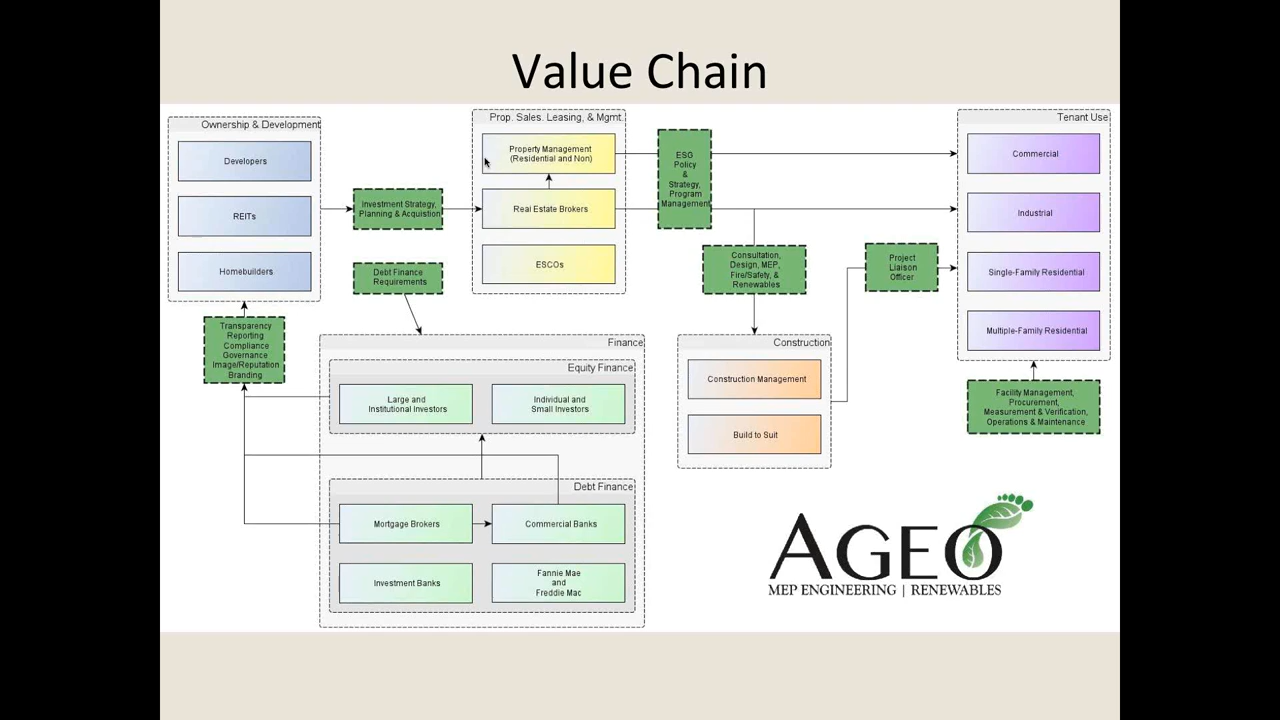 Value Chain
Ownership & Development
Developers
REITs
Homebuilders
Prop. Sales. Leasing, & Mgmt.
Property Management
(Residential and Non)
Real Estate Brokers
ESCOs
Tenant Use
Commercial
Industrial
Single-Family Residential
Multiple-Family Residential
Investment Strategy,
Planning & Acquistion
Debt Finance
Requirements
ESG
Policy
&
Strategy,
Program
Management
Consultation,
Design, MEP,
Fire/Safety, &
Renewables
Project
Liaison
Officer
Transparency
Reporting
Compliance
Governance
Image/Reputation
Branding
Finance
Equity Finance
Large and
Institutional Investors
Individual and
Small Investors
Debt Finance
Mortgage Brokers
Commercial Banks
Investment Banks
Fannie Mae
and
Freddie Mac
Construction
Construction Management
Build to Suit
Facility Management,
Procurement,
Measurement & Verification,
Operations & Maintenance
AGEO
MEP ENGINEERING | RENEWABLES